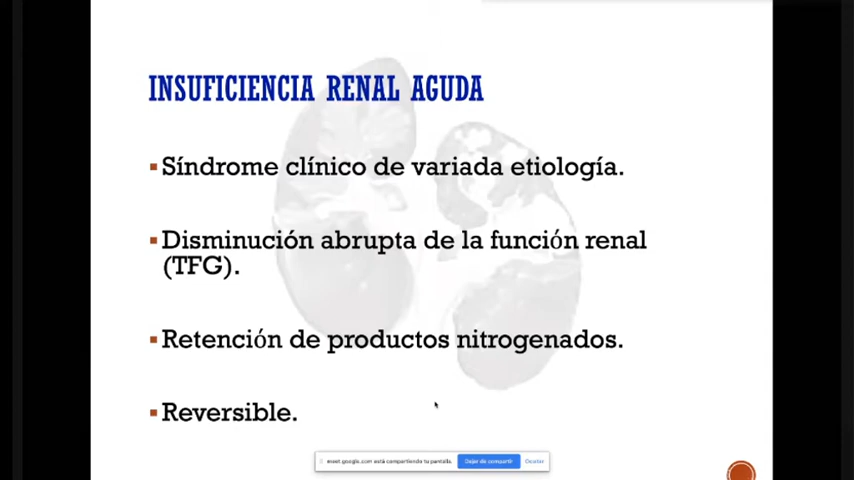 INSUFICIENCIA RENAL AGUDA
▪Síndrome clínico de variada etiología.
▪Disminución abrupta de la función renal
(TFG).
▪Retención de productos nitrogenados.
▪Reversible.
meet.google.com está compartiendo tu pantalla. Dejar de compartir Ocultar